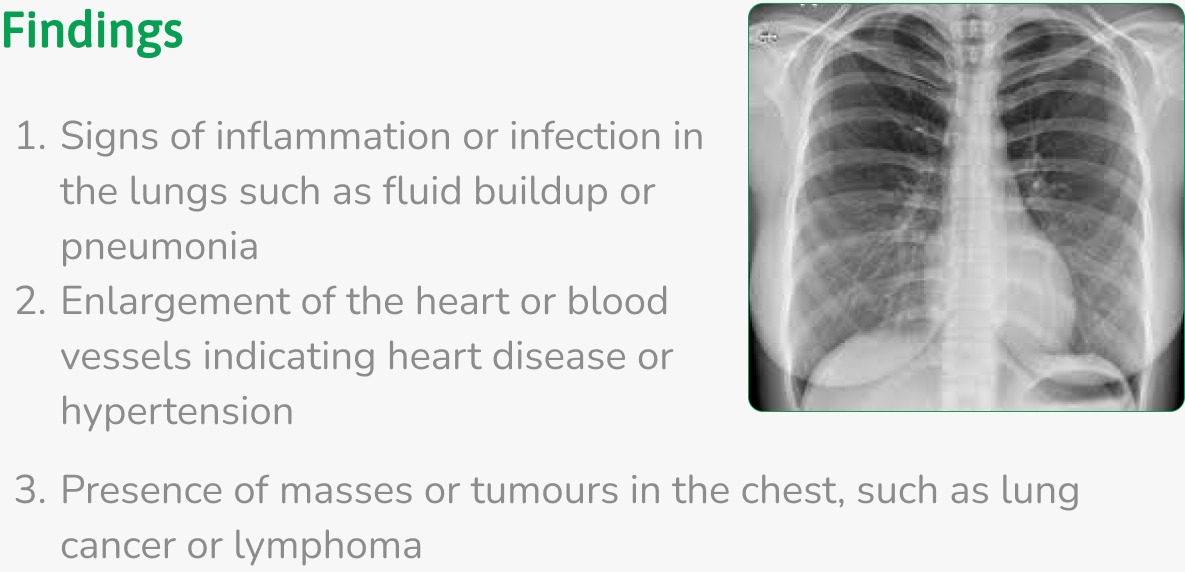 Findings
1. Signs of inflammation or infection in
the lungs such as fluid buildup or
pneumonia
2. Enlargement of the heart or blood
vessels indicating heart disease or
hypertension
3. Presence of masses or tumours in the chest, such as lung
cancer or lymphoma